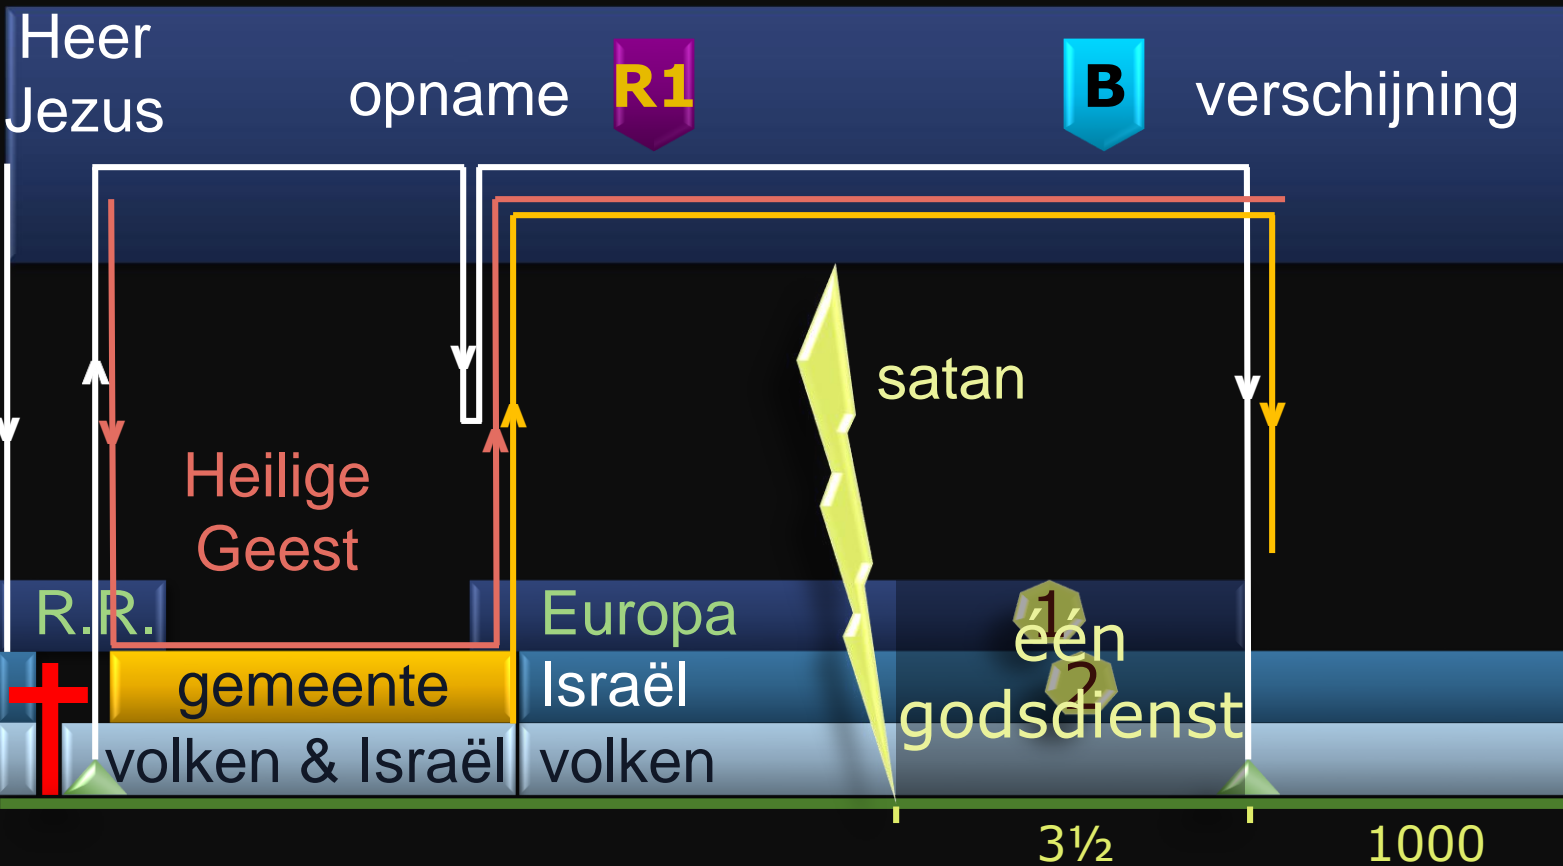 Heer
Jezus
opname
R1
B
verschijning
satan
Heilige
Geest
R.R.
Europa
1
één
gemeente
Israël
2
godsdienst
volken & Israël
volken
3½
1000